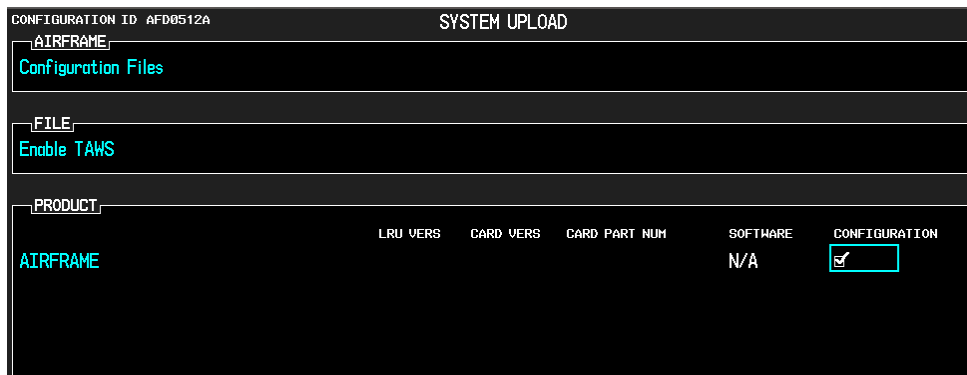 CONFIGURATION ID AFD0512A SYSTEM UPLOAD
AIRFRAME
Configuration Files
FILE
Enable TAWS
PRODUCT
LRU VERS CARD VERS CARD PART NUM SOFTWARE CONFIGURATION
AIRFRAME N/A